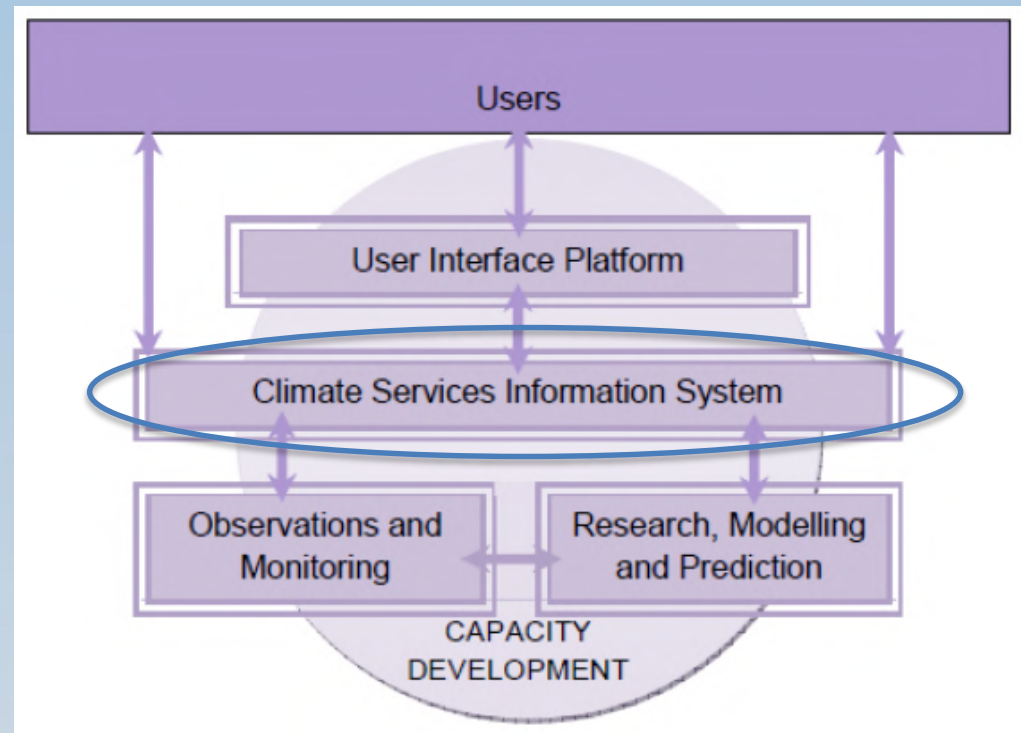 Users
User Interface Platform
Climate Services Information System
Observations and
Monitoring
Research, Modelling
and Prediction
CAPACITY
DEVELOPMENT